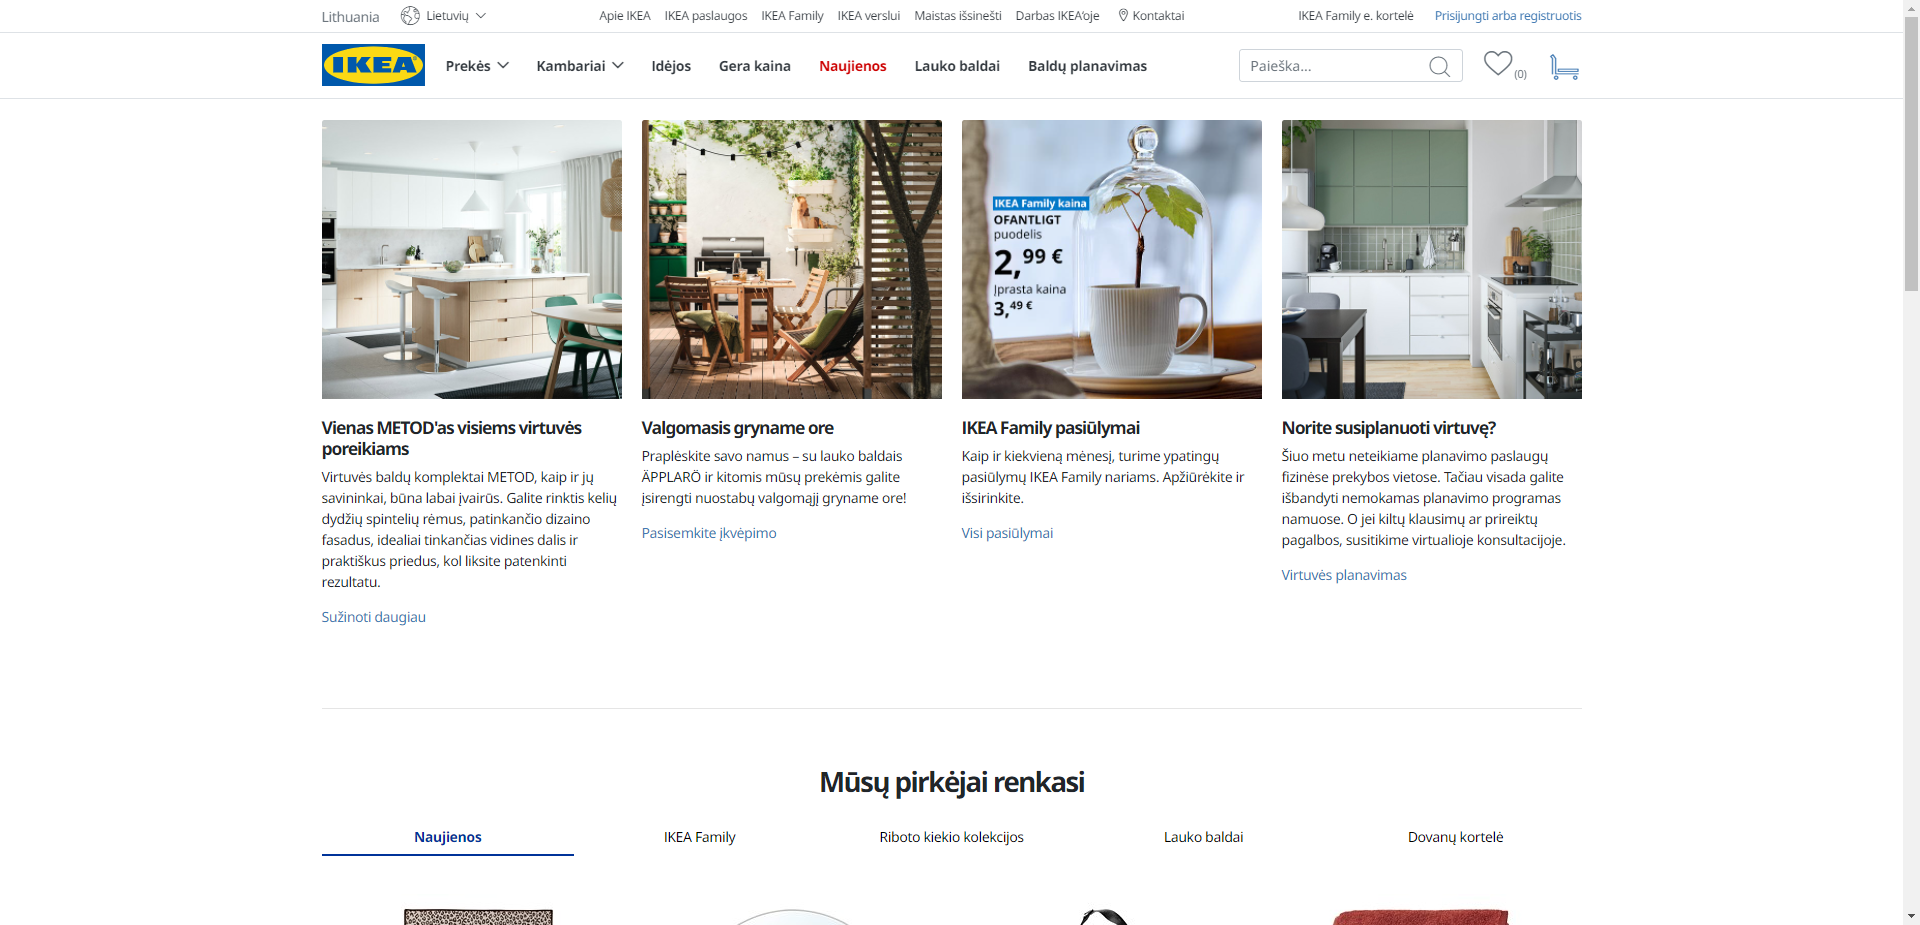 Lithuania
Lietuvių
Apie IKEA
IKEA paslaugos
IKEA Family
IKEA verslui
Maistas išsinešti
Darbas IKEA'oje
Kontaktai
IKEA Family e. kortelė
Prisijungti arba registruotis
IKEA
Prekės
Kambariai
Idėjos
Gera kaina
Naujienos
Lauko baldai
Baldų planavimas
Paieška...
(0)
IKEA Family kaina
OFANTLIGT
puodelis
2,99 €
Įprasta kaina
3,49 €
Vienas METOD'as visiems virtuvės
poreikiams
Virtuvės baldų komplektai METOD, kaip ir jų
savininkai, būna labai įvairūs. Galite rinktis kelių
dydžių spintelių rėmus, patinkančio dizaino
fasadus, idealiai tinkančias vidines dalis ir
praktiškus priedus, kol liksite patenkinti
rezultatu.
Sužinoti daugiau
Valgomasis gryname ore
Praplėskite savo namus – su lauko baldais
ÄPPLARÖ ir kitomis mūsų prekėmis galite
įsirengti nuostabų valgomąjį gryname ore!
Pasisemkite įkvėpimo
IKEA Family pasiūlymai
Kaip ir kiekvieną mėnesį, turime ypatingų
pasiūlymų IKEA Family nariams. Apžiūrėkite ir
išsirinkite.
Visi pasiūlymai
Norite susiplanuoti virtuvę?
Šiuo metu neteikiame planavimo paslaugų
fizinėse prekybos vietose. Tačiau visada galite
išbandyti nemokamas planavimo programas
namuose. O jei kiltų klausimų ar prireiktų
pagalbos, susitikime virtualioje konsultacijoje.
Virtuvės planavimas
Mūsų pirkėjai renkasi
Naujienos
IKEA Family
Riboto kiekio kolekcijos
Lauko baldai
Dovanų kortelė